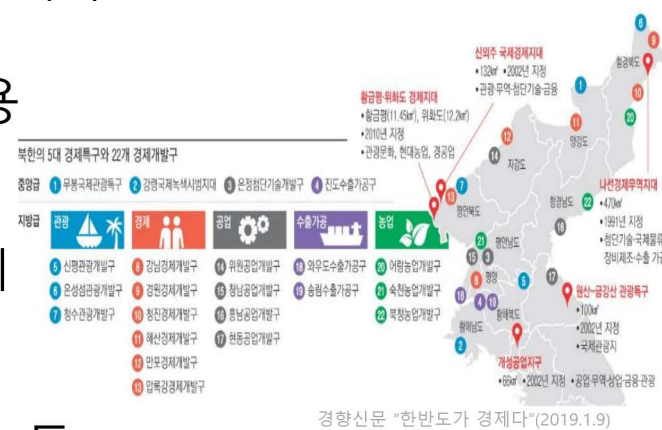 용
북한의 5대 경제특구와 22개 경제개발구
중앙급 1 무봉국제관광특구 2 강령국제녹색시범지대 3 은정첨단기술개발구 4 진도수출가공구
지방급 관광 경제 공업 수출가공 농업
5 신평관광개발구
6 온성섬관광개발구
7 청수관광개발구
8 강남경제개발구
9 경원경제개발구
10 청진경제개발구
11 혜산경제개발구
12 만포경제개발구
13 압록강경제개발구
14 위원공업개발구
15 청남공업개발구
16 흥남공업개발구
17 현동공업개발구
18 와우도수출가공구
19 송림수출가공구
20 어랑농업개발구
21 숙천농업개발구
22 북청농업개발구
신의주 국제경제지대
•132㎢ •2002년 지정
•관광·무역·첨단기술·금융
황금평·위화도 경제지대
•황금평(11.45㎢), 위화도(12.2㎢)
•2010년 지정
•관광문화, 현대농업, 경공업
나선경제무역지대
•470㎢
•1991년 지정
•첨단기술·국제물류
장비제조·수출 가공
원산-금강산 관광특구
•100㎢
•2002년 지정
•국제관광지
개성공업지구
•66㎢ •2002년 지정 •공업·무역·상업·금융·관광
함경북도
양강도
자강도
함경남도
평안북도
평안남도
평양
황해북도
황해남도
경향신문 "한반도가 경제다"(2019.1.9)